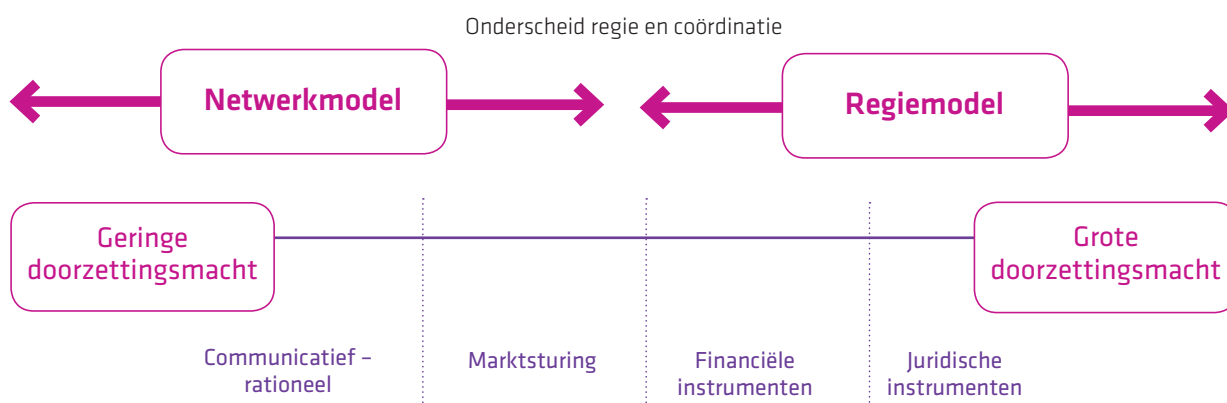 Onderscheid regie en coördinatie
Netwerkmodel
Regiemodel
Geringe
doorzettingsmacht
Grote
doorzettingsmacht
Communicatief –
rationeel
Marktsturing
Financiële
instrumenten
Juridische
instrumenten